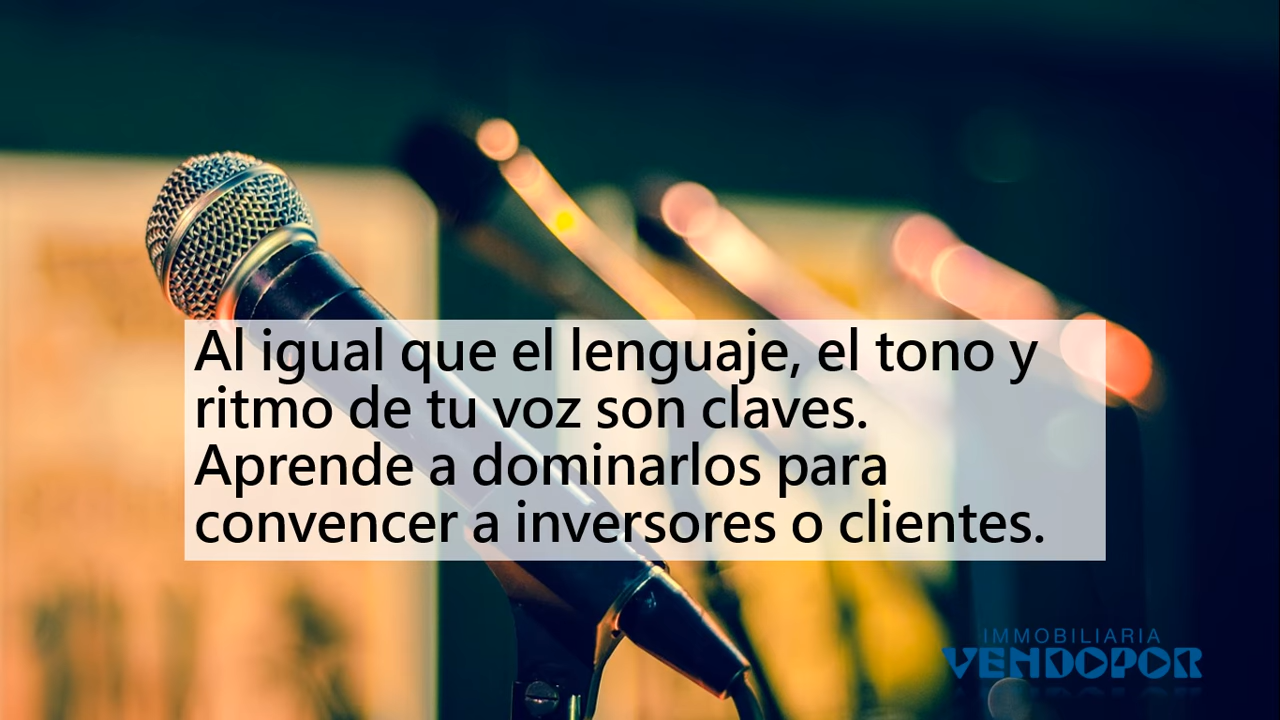 Al igual que el lenguaje, el tono y
ritmo de tu voz son claves.
Aprende a dominarlos para
convencer a inversores o clientes.
IMMOBILIARIA
VENDOPOR